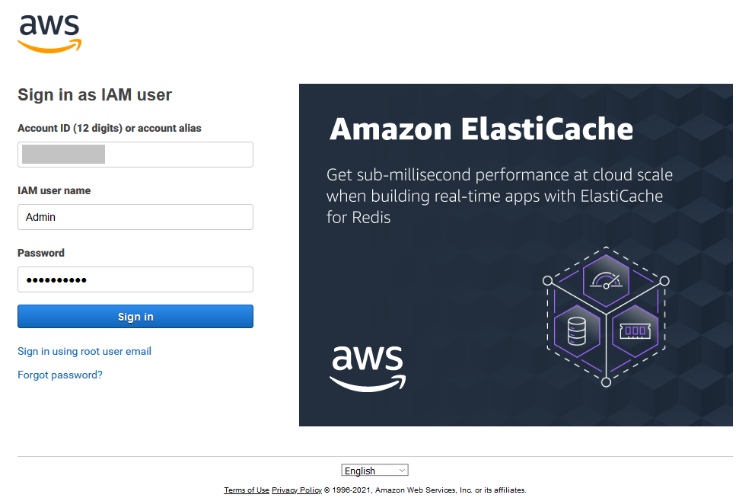 aws
Sign in as IAM user
Account ID (12 digits) or account alias
IAM user name
Admin
Password
••••••••••
Sign in
Sign in using root user email
Forgot password?
Amazon ElastiCache
Get sub-millisecond performance at cloud scale
when building real-time apps with ElastiCache
for Redis
aws
English
Terms of Use Privacy Policy © 1996-2021, Amazon Web Services, Inc. or its affiliates.